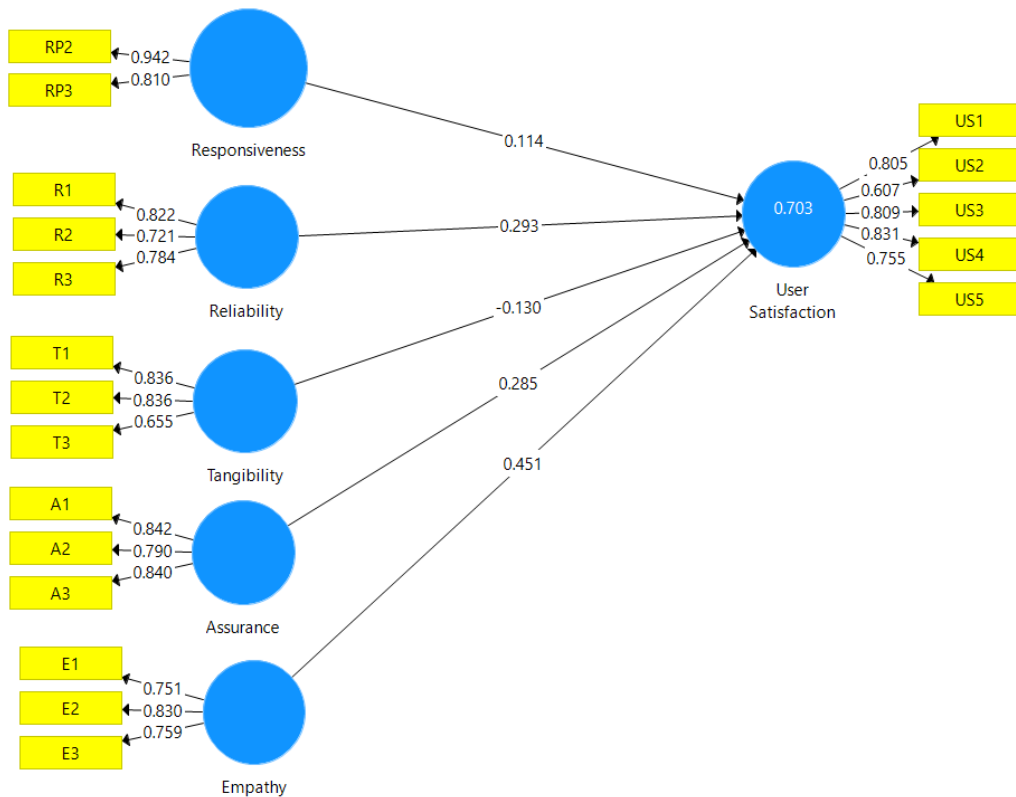 RP2
0.942
RP3
0.810
Responsiveness
0.114
R1
0.822
R2
0.721
R3
0.784
Reliability
0.293
T1
0.836
T2
0.836
T3
0.655
Tangibility
-0.130
A1
0.842
A2
0.790
A3
0.840
Assurance
0.285
E1
0.751
E2
0.830
E3
0.759
Empathy
0.451
0.703
User
Satisfaction
US1
0.805
US2
0.607
US3
0.809
US4
0.831
US5
0.755